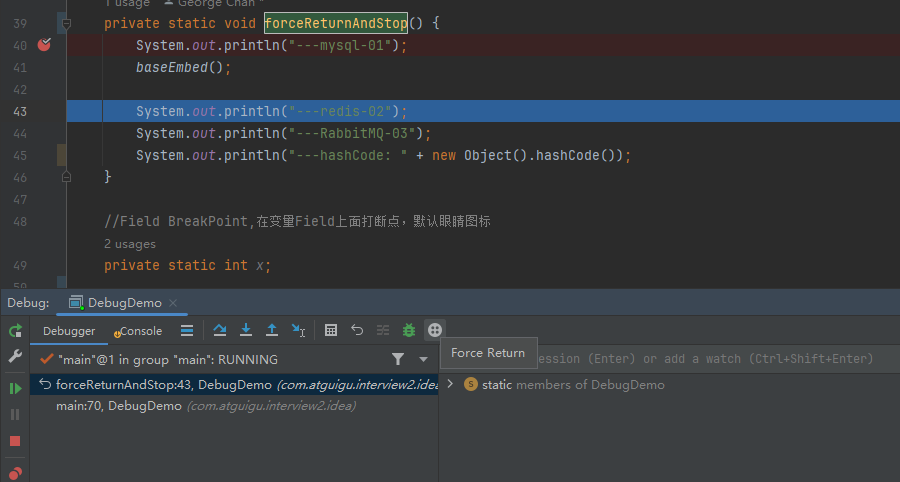 1 usage George Chan *
39 private static void forceReturnAndStop() {
40 System.out.println("---mysql-01");
41 baseEmbed();
42
43 System.out.println("---redis-02");
44 System.out.println("---RabbitMQ-03");
45 System.out.println("---hashCode: " + new Object().hashCode());
46 }
47
48 //Field BreakPoint,在变量Field上面打断点，默认眼睛图标
2 usages
49 private static int x;
Debug: DebugDemo ×
Debugger Console
"main"@1 in group "main": RUNNING
Force Return
ession (Enter) or add a watch (Ctrl+Shift+Enter)
forceReturnAndStop:43, DebugDemo (com.atguigu.interview2.idea
static members of DebugDemo
main:70, DebugDemo (com.atguigu.interview2.idea)